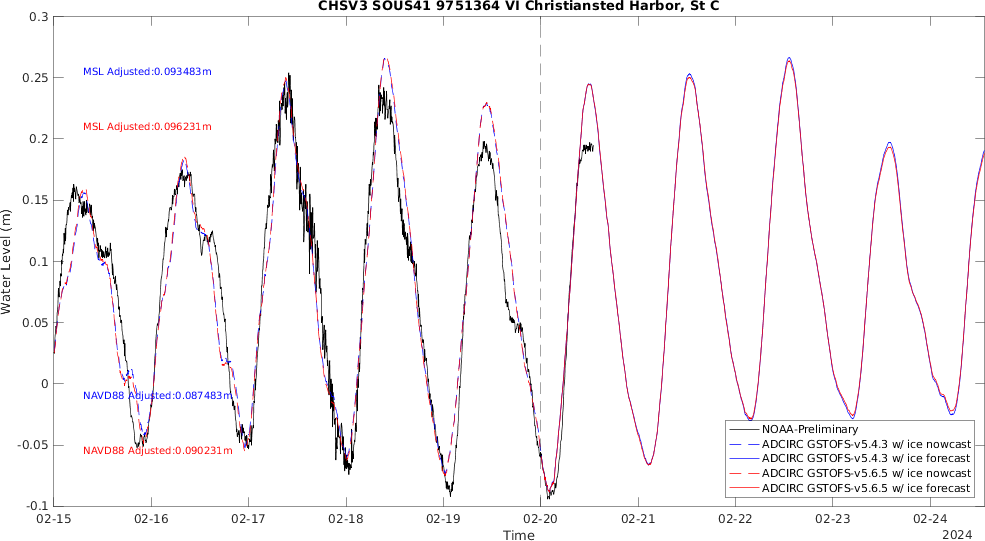 CHSV3 SOUS41 9751364 VI Christiansted Harbor, St C
0.3
0.25
0.2
0.15
0.1
0.05
0
-0.05
-0.1
Water Level (m)
MSL Adjusted:0.093483m
MSL Adjusted:0.096231m
NAVD88 Adjusted:0.087483m
NAVD88 Adjusted:0.090231m
NOAA-Preliminary
ADCIRC GSTOFS-v5.4.3 w/ ice nowcast
ADCIRC GSTOFS-v5.4.3 w/ ice forecast
ADCIRC GSTOFS-v5.6.5 w/ ice nowcast
ADCIRC GSTOFS-v5.6.5 w/ ice forecast
02-15 02-16 02-17 02-18 02-19 02-20 02-21 02-22 02-23 02-24
Time
2024